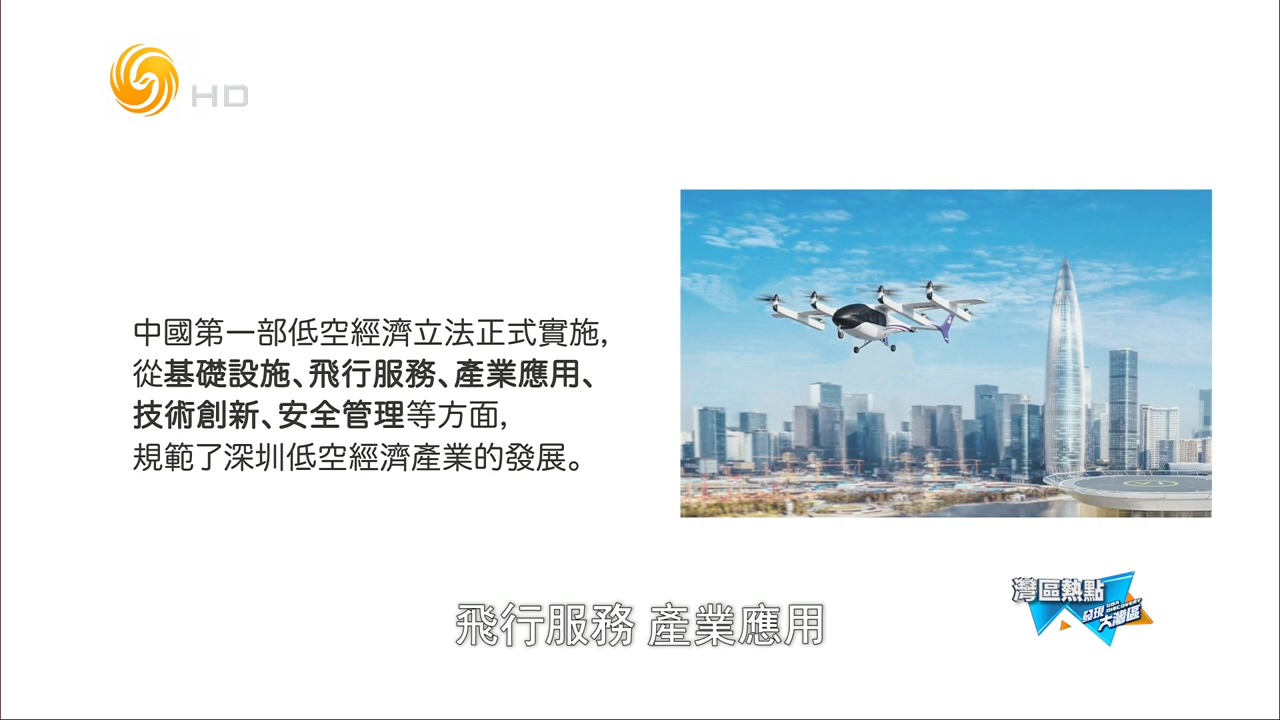 HD
中國第一部低空經濟立法正式實施,
從基礎設施、飛行服務、產業應用、
技術創新、安全管理等方面,
規範了深圳低空經濟產業的發展。
灣區熱點
GBA DISCOVERY
發現
大灣區
飛行服務 產業應用